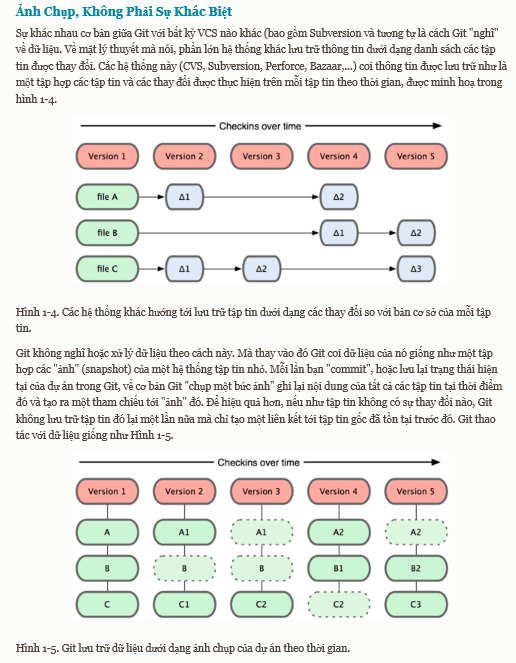 Ảnh Chụp, Không Phải Sự Khác Biệt
Sự khác nhau cơ bản giữa Git với bất kỳ VCS nào khác (bao gồm Subversion và tương tự là cách Git "nghĩ"
về dữ liệu. Về mặt lý thuyết mà nói, phần lớn hệ thống khác lưu trữ thông tin dưới dạng danh sách các tập
tin được thay đổi. Các hệ thống này (CVS, Subversion, Perforce, Bazaar,...) coi thông tin được lưu trữ như là
một tập hợp các tập tin và các thay đổi được thực hiện trên mỗi tập tin theo thời gian, được minh hoạ trong
hình 1-4.
Checkins over time
Version 1 Version 2 Version 3 Version 4 Version 5
file A Δ1 Δ2
file B Δ1 Δ2
file C Δ1 Δ2 Δ3
Hình 1-4. Các hệ thống khác hướng tới lưu trữ tập tin dưới dạng các thay đổi so với bản cơ sở của mỗi tập
tin.
Git không nghĩ hoặc xử lý dữ liệu theo cách này. Mà thay vào đó Git coi dữ liệu của nó giống như một tập
hợp các "ảnh" (snapshot) của một hệ thống tập tin nhỏ. Mỗi lần bạn "commit", hoặc lưu lại trạng thái hiện
tại của dự án trong Git, về cơ bản Git "chụp một bức ảnh" ghi lại nội dung của tất cả các tập tin tại thời điểm
đó và tạo ra một tham chiếu tới "ảnh" đó. Để hiệu quả hơn, nếu như tập tin không có sự thay đổi nào, Git
không lưu trữ tập tin đó lại một lần nữa mà chỉ tạo một liên kết tới tập tin gốc đã tồn tại trước đó. Git thao
tác với dữ liệu giống như Hình 1-5.
Checkins over time
Version 1 Version 2 Version 3 Version 4 Version 5
A A1 A1 A2 A2
B B B B1 B2
C C1 C2 C2 C3
Hình 1-5. Git lưu trữ dữ liệu dưới dạng ảnh chụp của dự án theo thời gian.